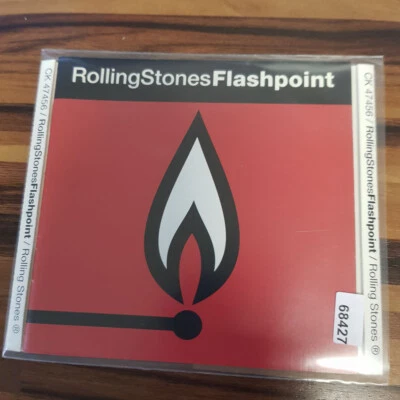 RollingStonesFlashpoint
CK 47456 / RollingStonesFlashpoint / Rolling Stones ®
CK 47456 / RollingStonesFlashpoint / Rolling Stones ®
68427